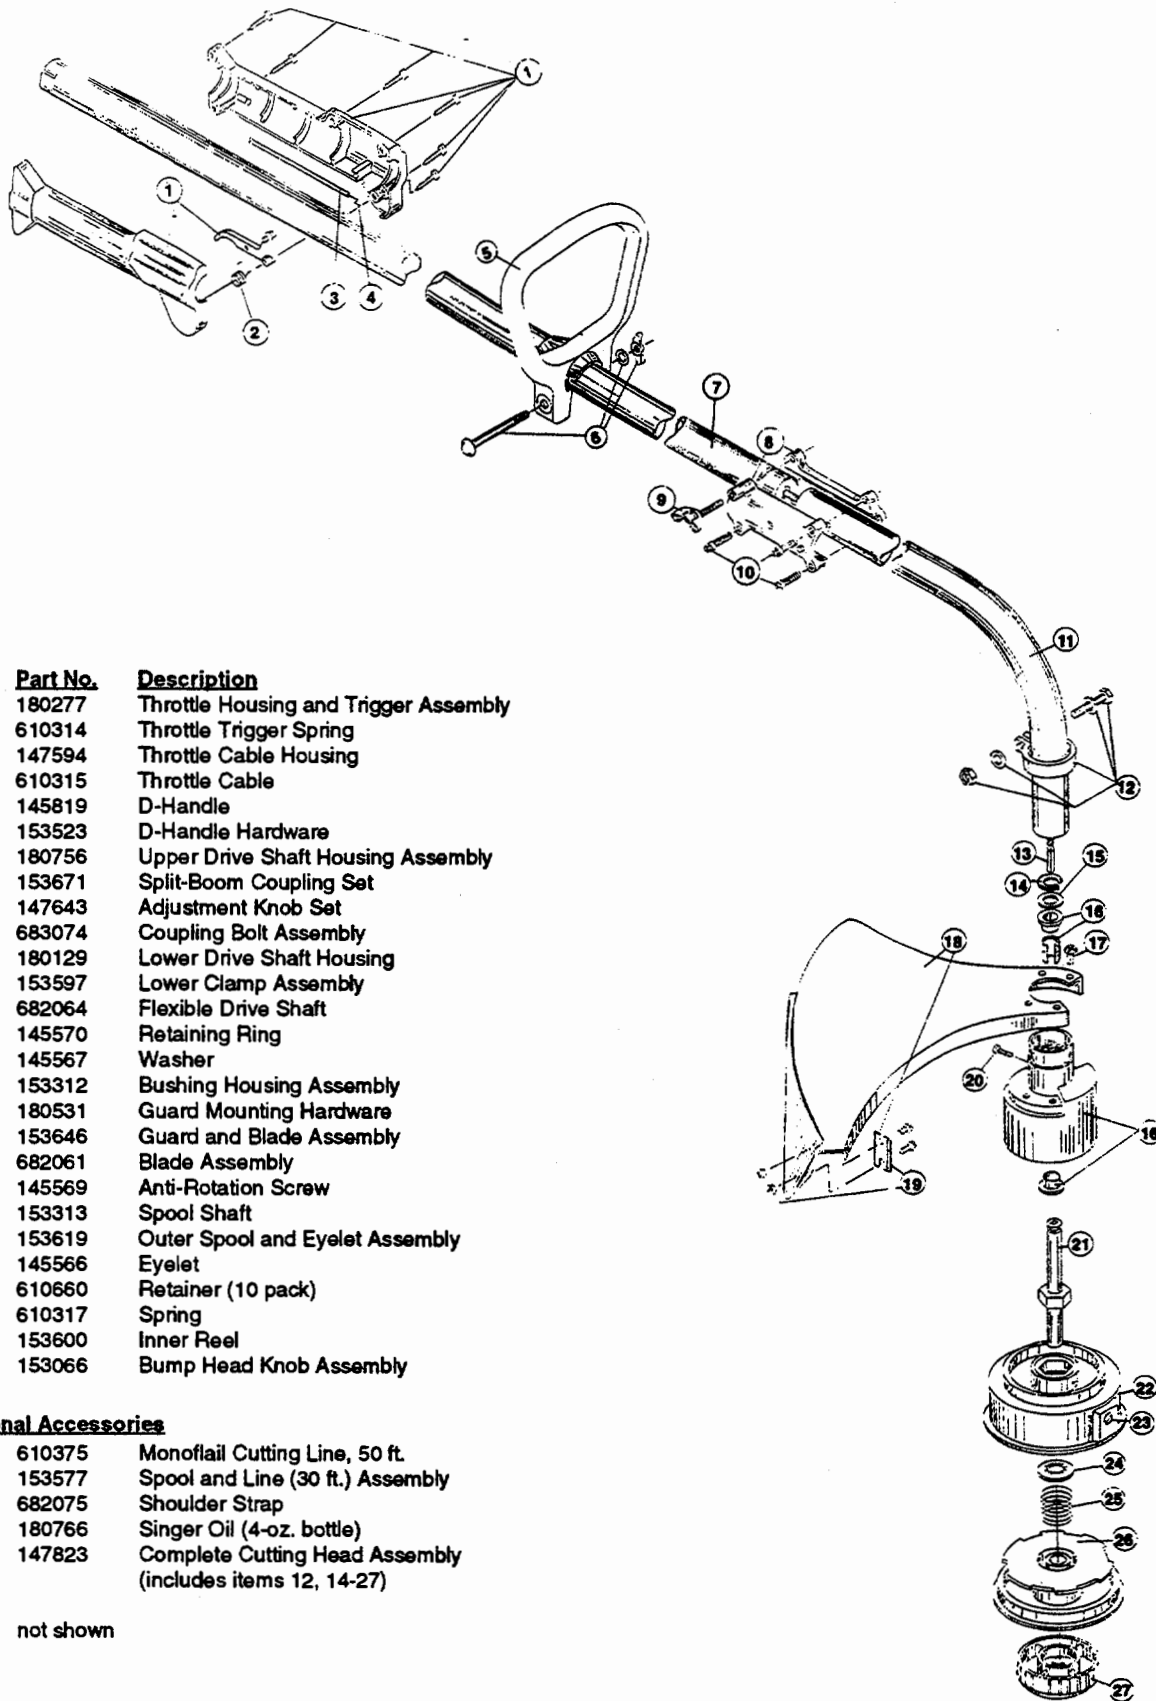 1
1
3
4
2
5
6
7
8
9
10
11
12
13
15
14
16
17
18
20
16
19
21
22
23
24
25
26
27
Part No. Description
180277 Throttle Housing and Trigger Assembly
610314 Throttle Trigger Spring
147594 Throttle Cable Housing
610315 Throttle Cable
145819 D-Handle
153523 D-Handle Hardware
180756 Upper Drive Shaft Housing Assembly
153671 Split-Boom Coupling Set
147643 Adjustment Knob Set
683074 Coupling Bolt Assembly
180129 Lower Drive Shaft Housing
153597 Lower Clamp Assembly
682064 Flexible Drive Shaft
145570 Retaining Ring
145567 Washer
153312 Bushing Housing Assembly
180531 Guard Mounting Hardware
153646 Guard and Blade Assembly
682061 Blade Assembly
145569 Anti-Rotation Screw
153313 Spool Shaft
153619 Outer Spool and Eyelet Assembly
145566 Eyelet
610660 Retainer (10 pack)
610317 Spring
153600 Inner Reel
153066 Bump Head Knob Assembly
nal Accessories
610375 Monoflail Cutting Line, 50 ft.
153577 Spool and Line (30 ft.) Assembly
682075 Shoulder Strap
180766 Singer Oil (4-oz. bottle)
147823 Complete Cutting Head Assembly
(includes items 12, 14-27)
not shown